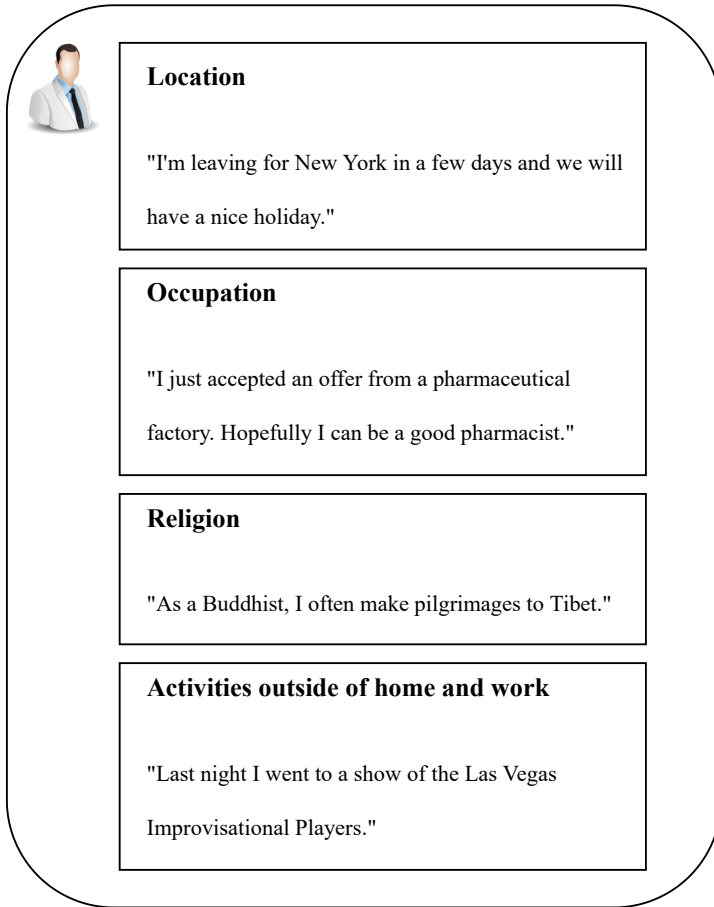 Location
"I'm leaving for New York in a few days and we will
have a nice holiday."
Occupation
"I just accepted an offer from a pharmaceutical
factory. Hopefully I can be a good pharmacist."
Religion
"As a Buddhist, I often make pilgrimages to Tibet."
Activities outside of home and work
"Last night I went to a show of the Las Vegas
Improvisational Players."